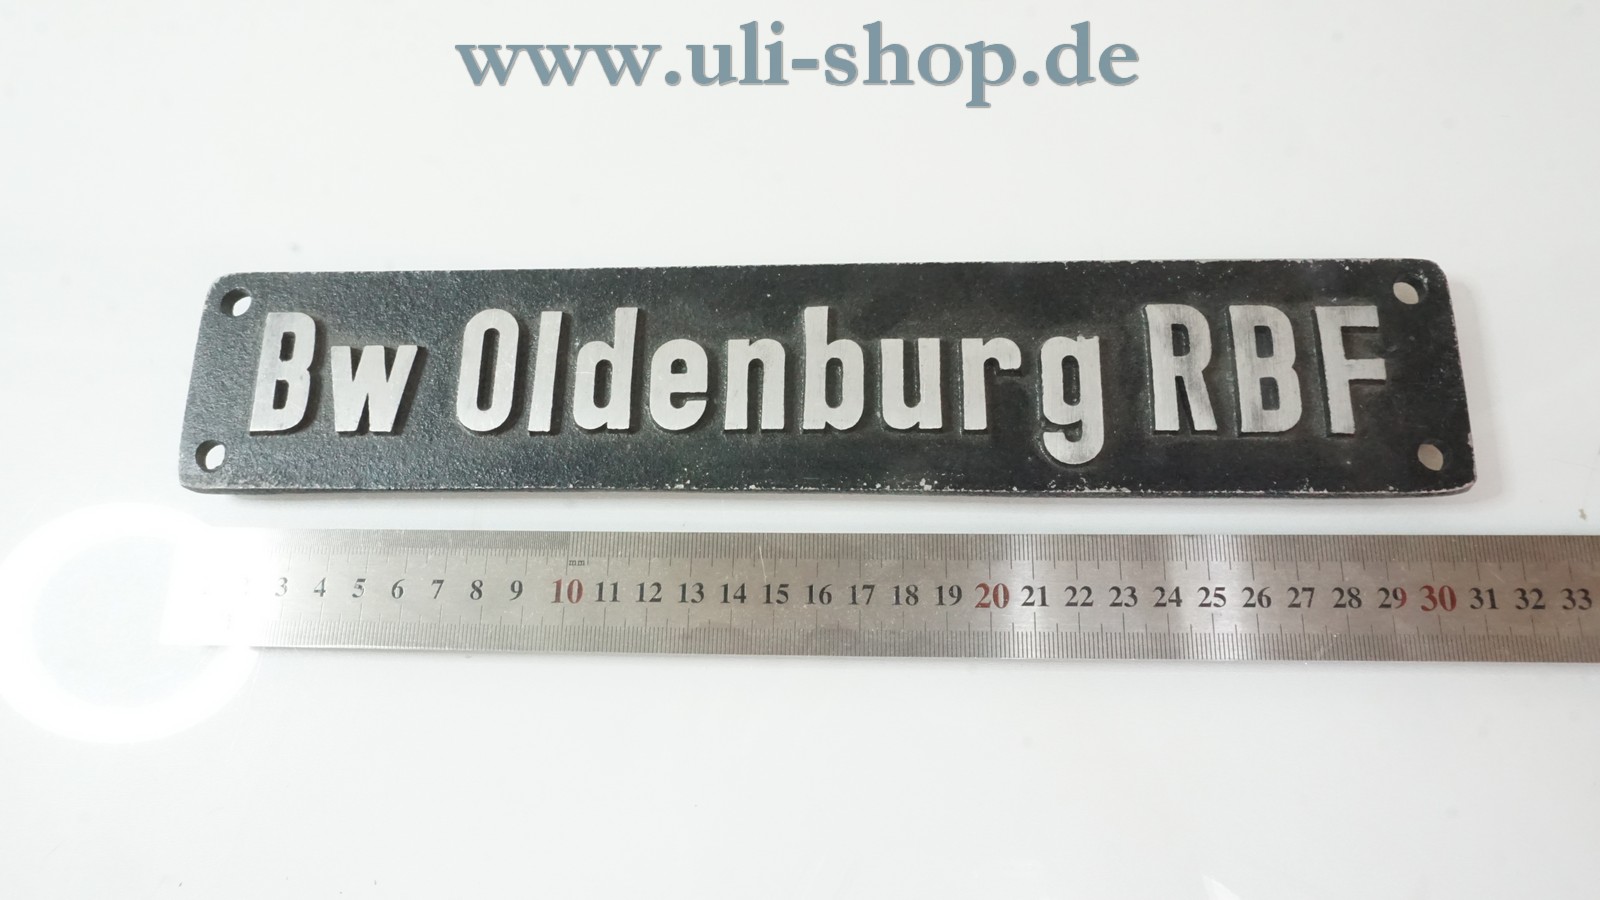 www.uli-shop.de
Bw Oldenburg RBF
mm
3 4 5 6 7 8 9 10 11 12 13 14 15 16 17 18 19 20 21 22 23 24 25 26 27 28 29 30 31 32 33